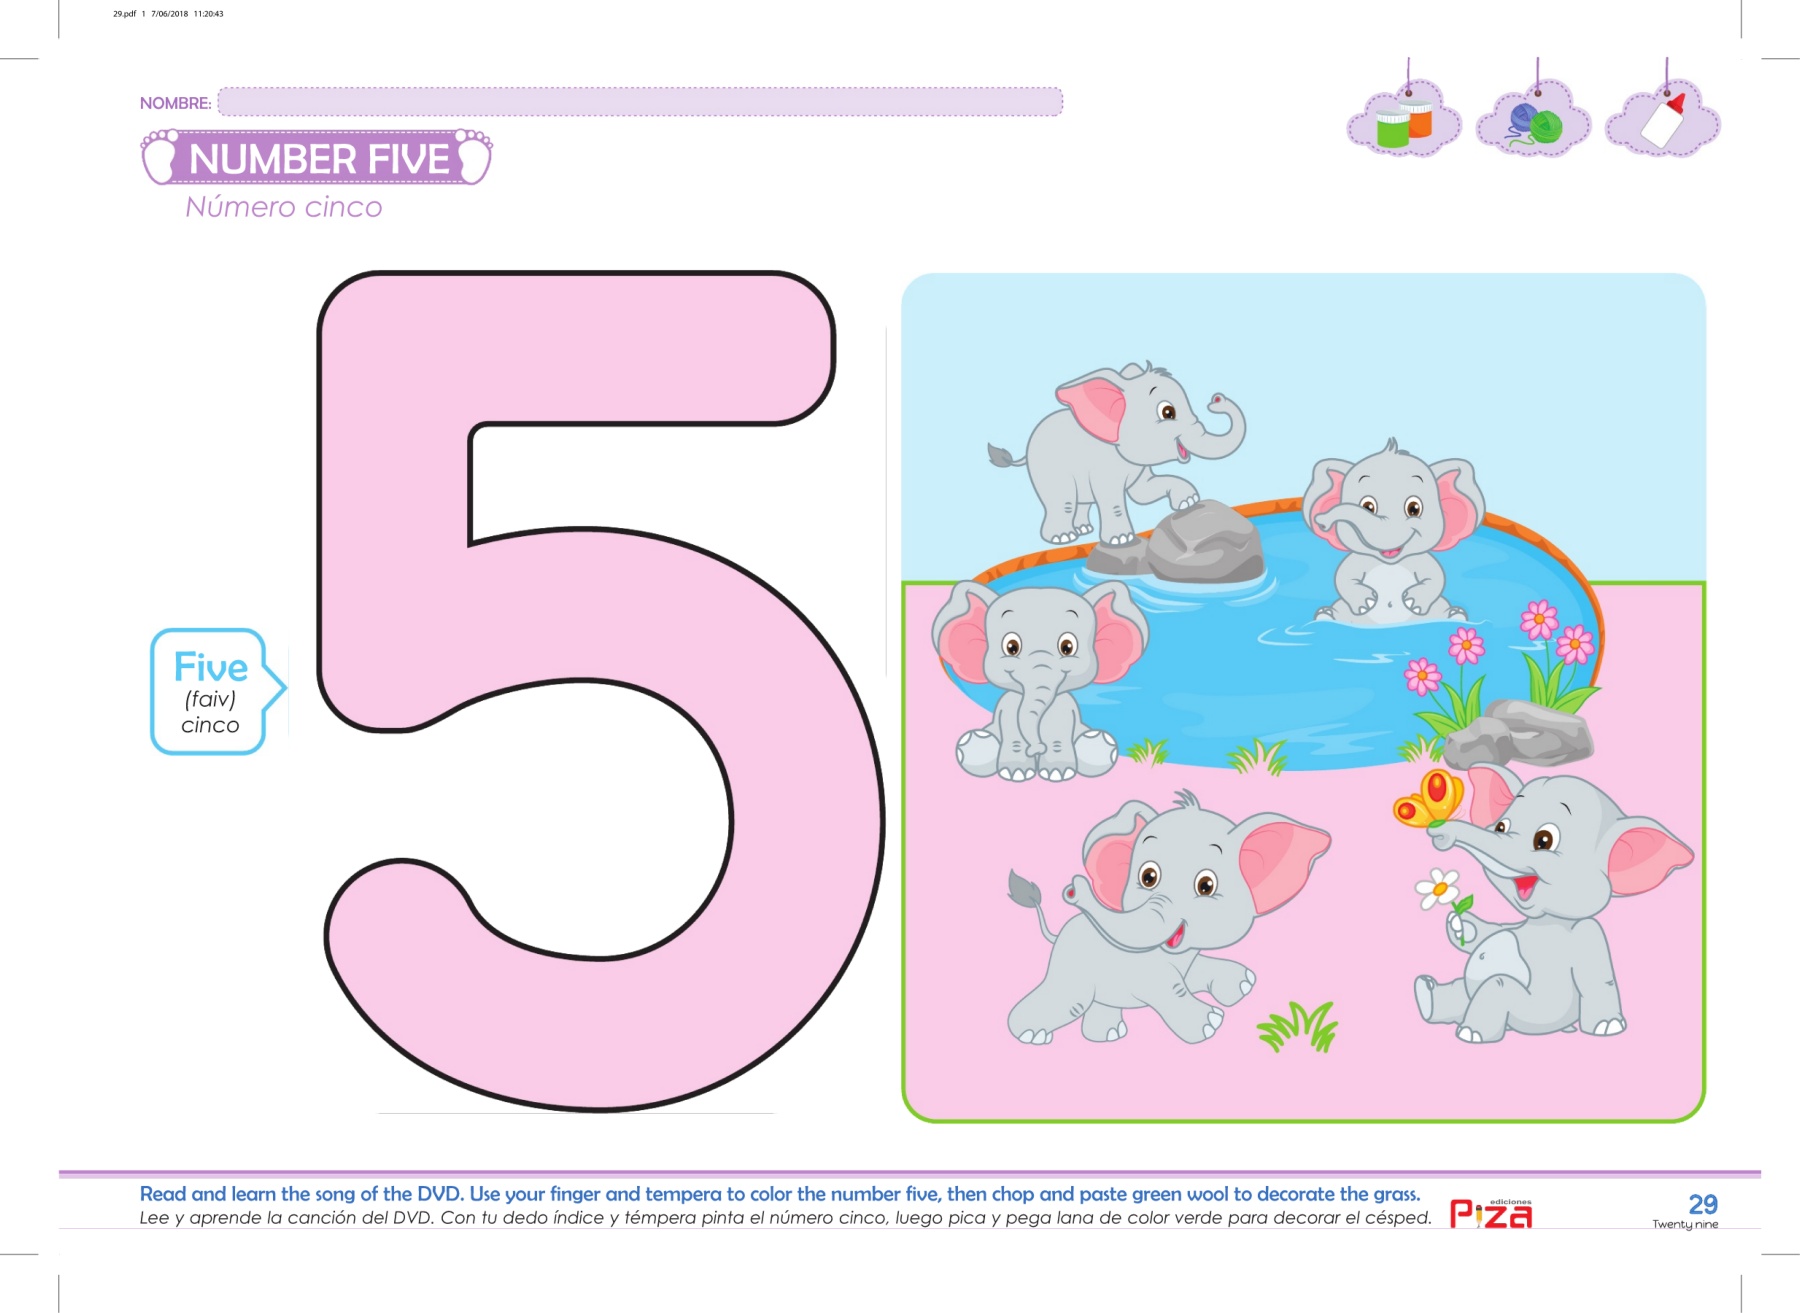 29.pdf 1 7/06/2018 11:20:43
NOMBRE:
NUMBER FIVE
Número cinco
5
Five
(faiv)
cinco
Read and learn the song of the DVD. Use your finger and tempera to color the number five, then chop and paste green wool to decorate the grass.
Lee y aprende la canción del DVD. Con tu dedo índice y témpera pinta el número cinco, luego pica y pega lana de color verde para decorar el césped.
ediciones
Piza
29
Twenty nine